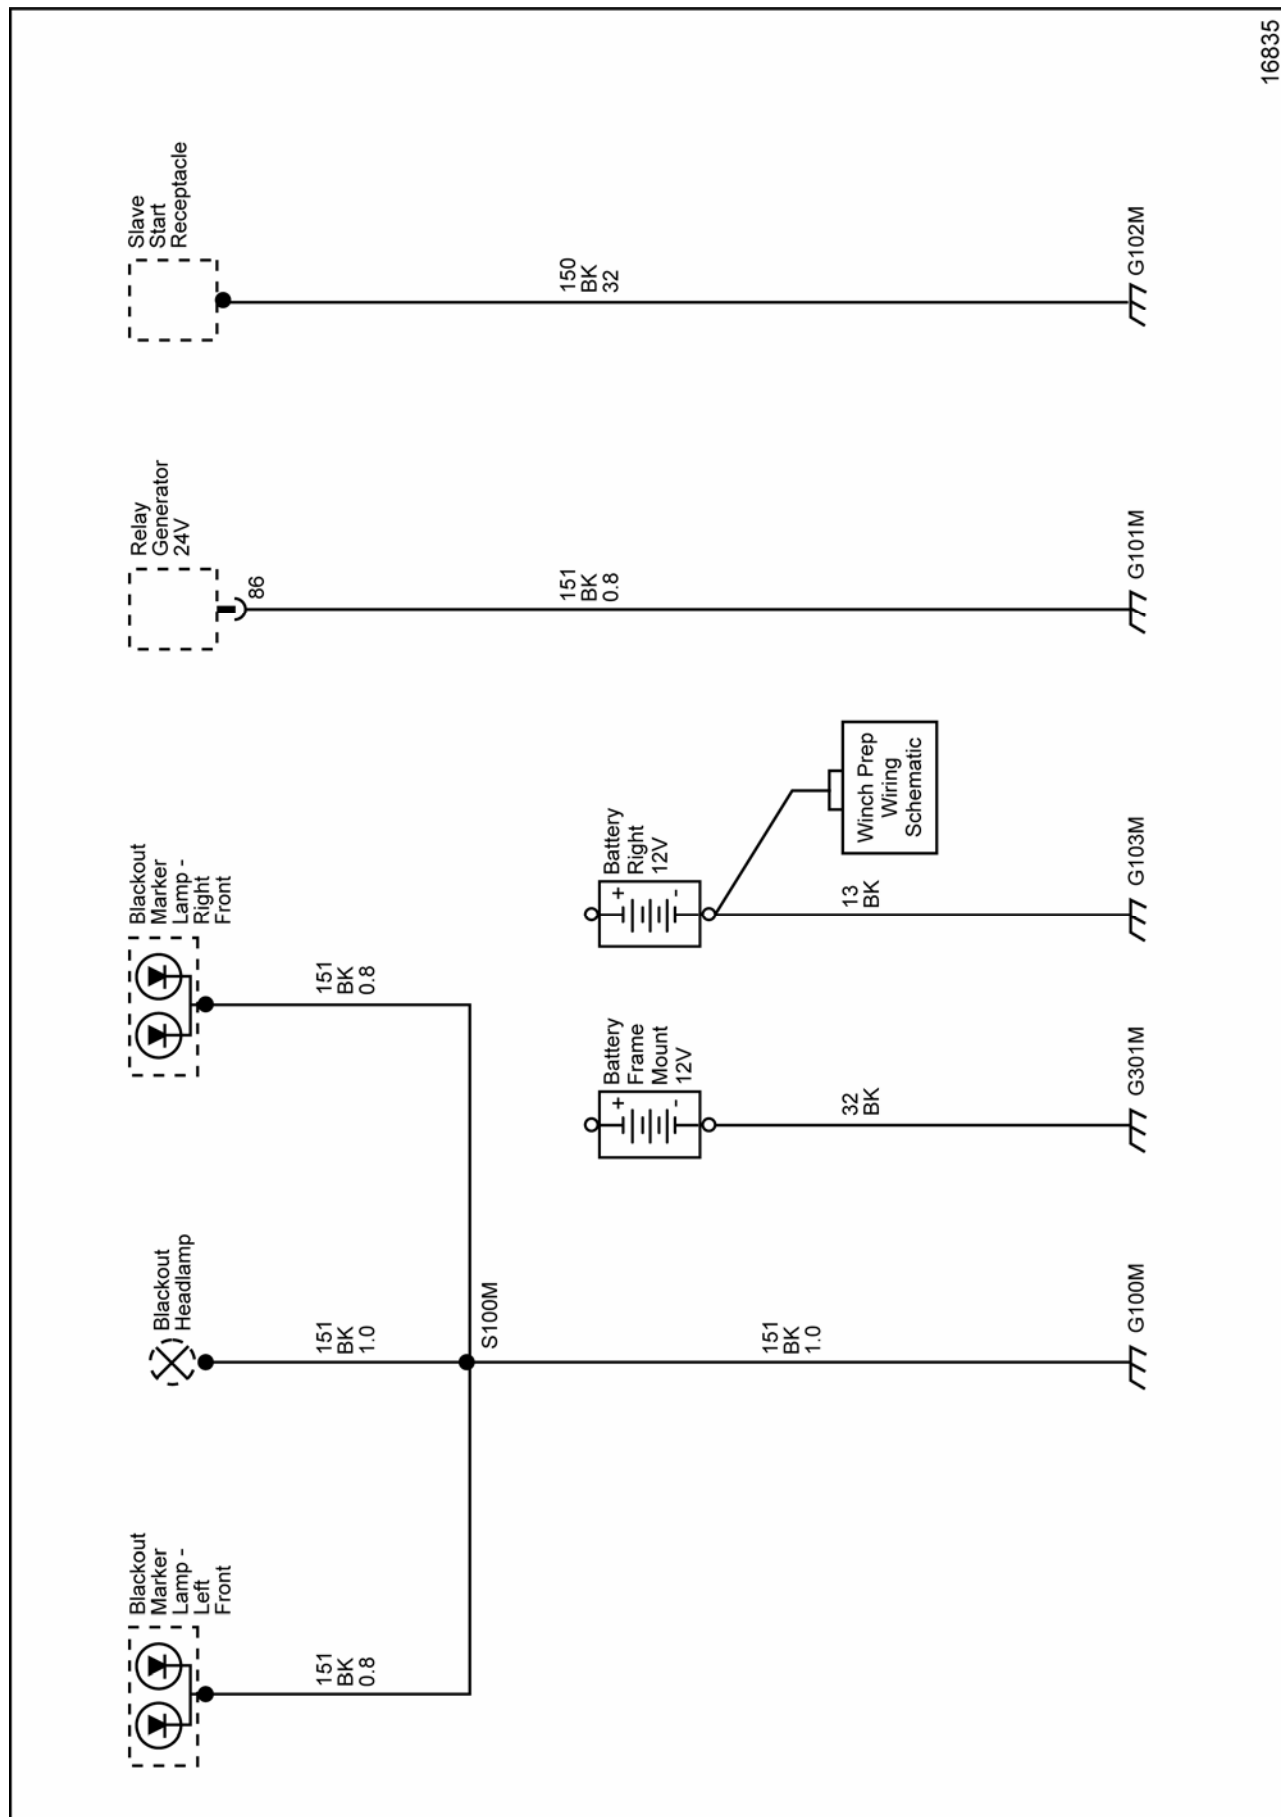 Blackout
Marker
Lamp -
Left
Front
Blackout
Headlamp
Blackout
Marker
Lamp -
Right
Front
Relay
Generator
24V
Slave
Start
Receptacle
86
151
BK
0.8
151
BK
1.0
151
BK
0.8
S100M
151
BK
0.8
150
BK
32
Battery
Frame
Mount
12V
+
-
Battery
Right
12V
+
-
151
BK
1.0
32
BK
13
BK
Winch Prep
Wiring
Schematic
G100M
G301M
G103M
G101M
G102M
16835